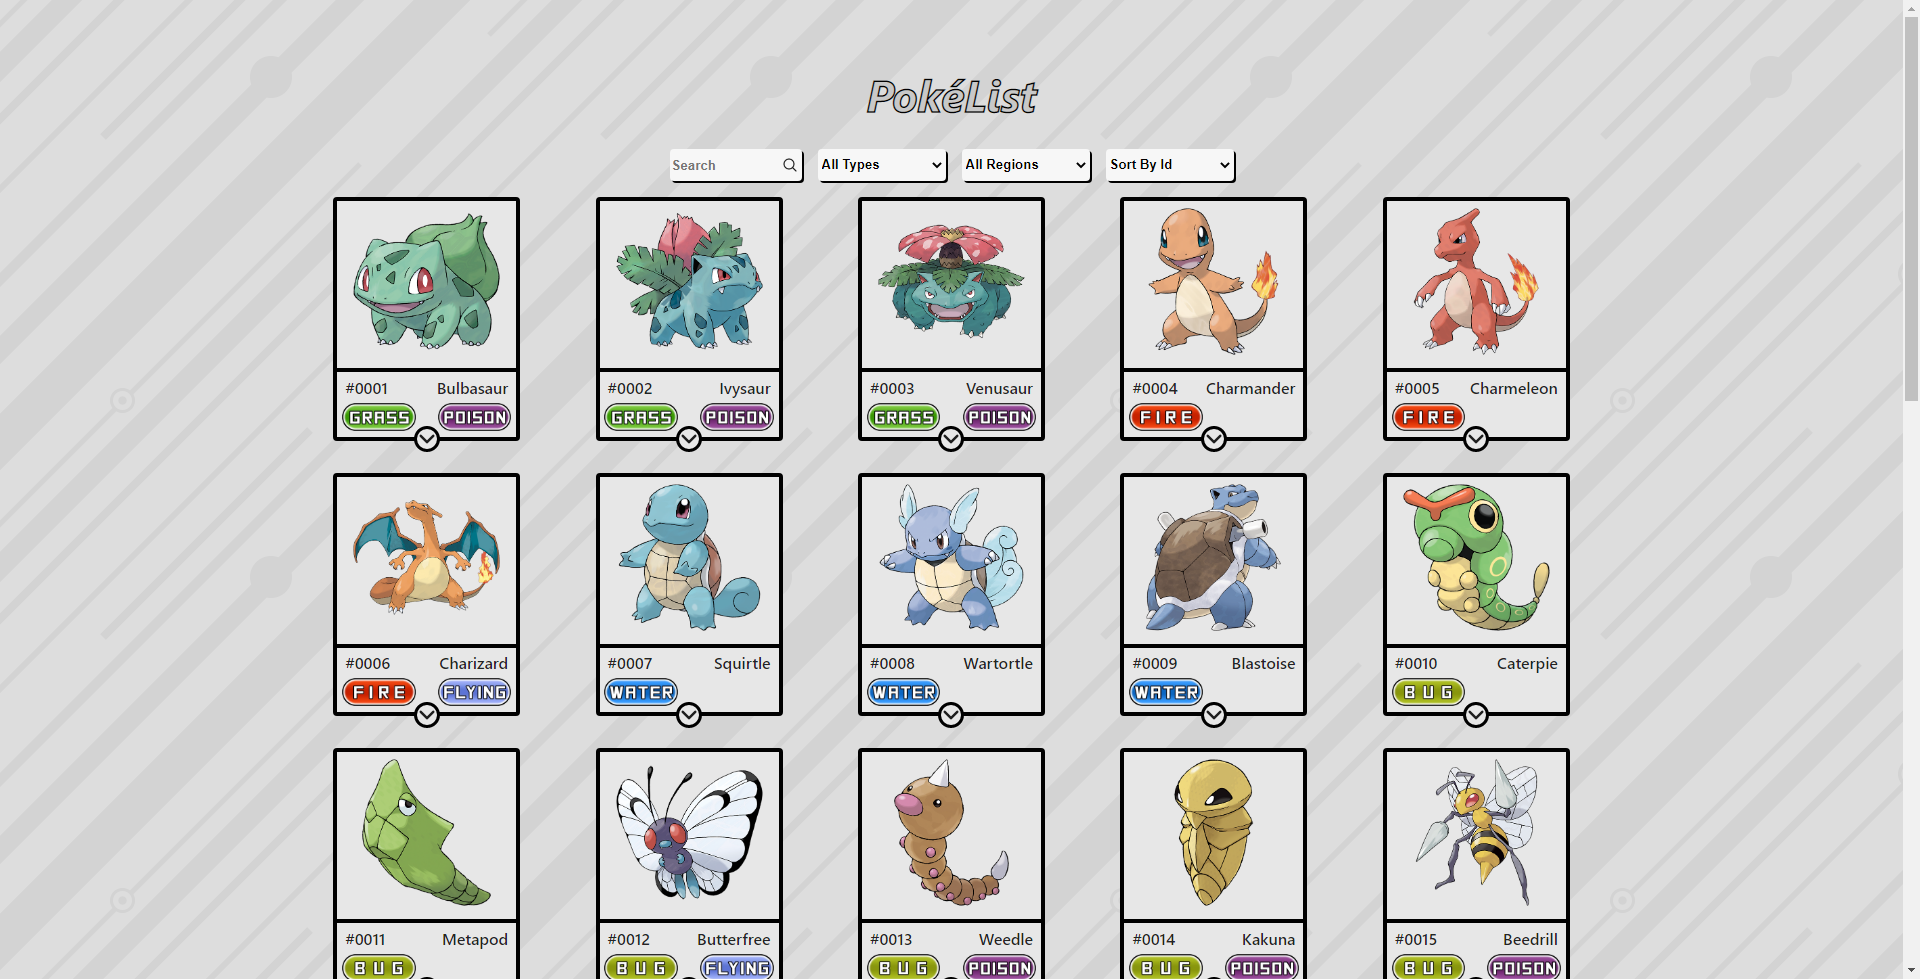 PokéList
Search All Types All Regions Sort By Id
#0001 Bulbasaur #0002 Ivysaur #0003 Venusaur #0004 Charmander #0005 Charmeleon
GRASS POISON GRASS POISON GRASS POISON FIRE FIRE
#0006 Charizard #0007 Squirtle #0008 Wartortle #0009 Blastoise #0010 Caterpie
FIRE FLYING WATER WATER WATER BUG
#0011 Metapod #0012 Butterfree #0013 Weedle #0014 Kakuna #0015 Beedrill
BUG BUG FLYING BUG POISON BUG POISON BUG POISON